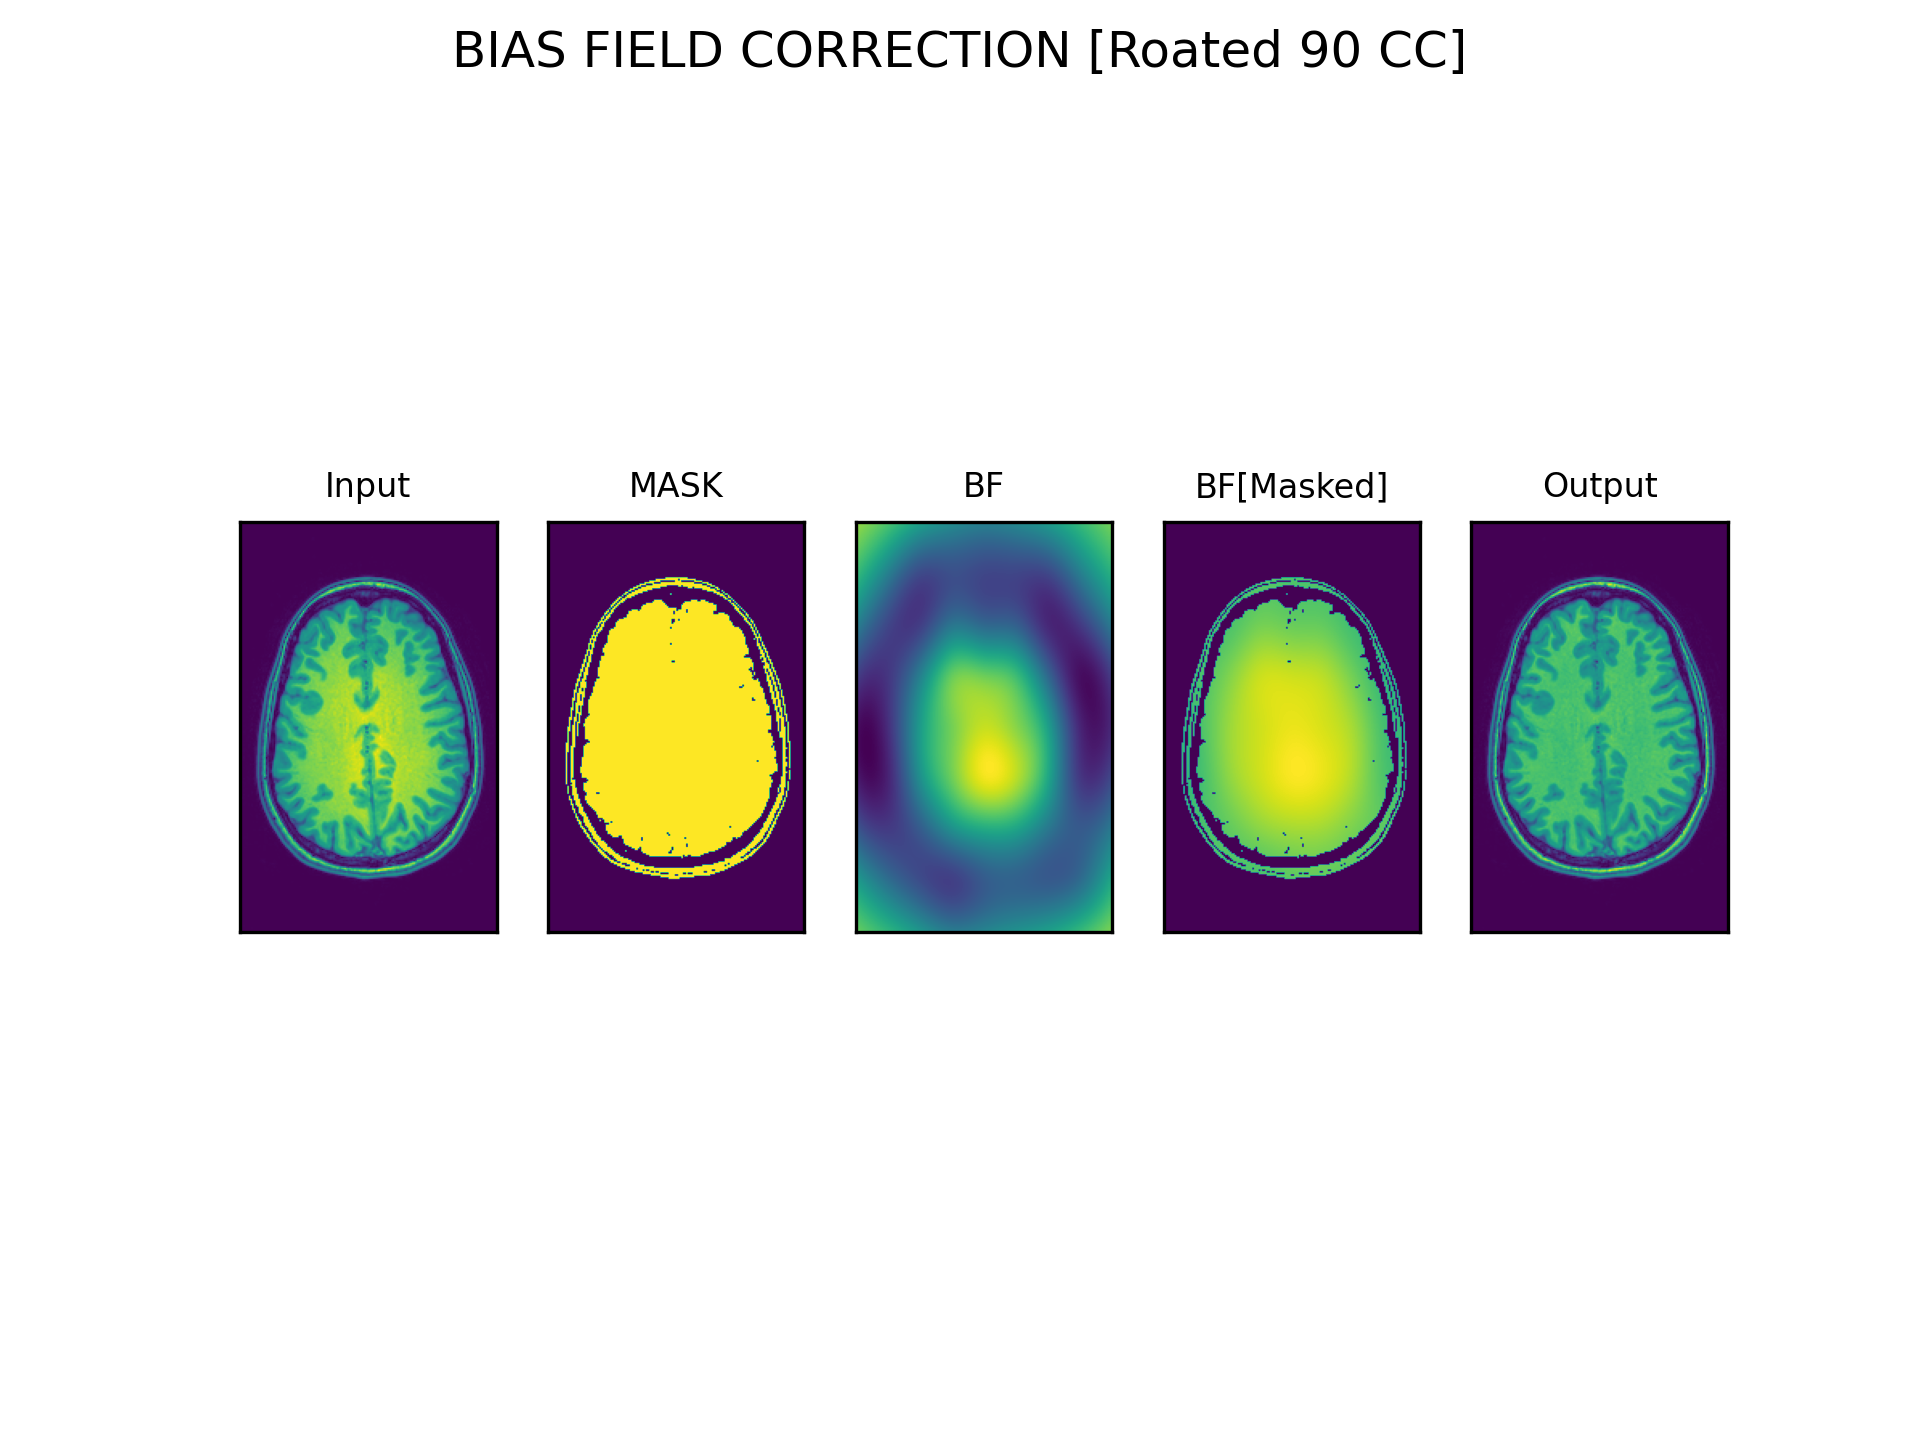 BIAS FIELD CORRECTION [Roated 90 CC]
Input
MASK
BF
BF[Masked]
Output